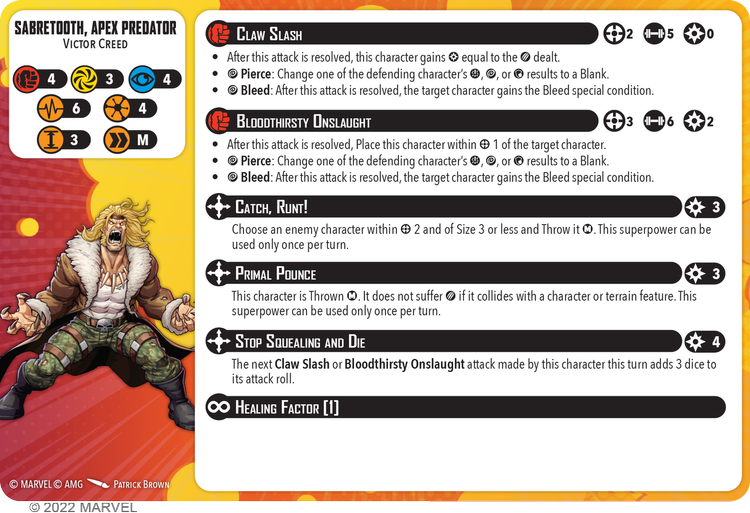 SABRETOOTH, APEX PREDATOR
VICTOR CREED
4 3 4
6 4
3 M
CLAW SLASH 2 5 0
• After this attack is resolved, this character gains equal to the dealt.
• Pierce: Change one of the defending character's , , or results to a Blank.
• Bleed: After this attack is resolved, the target character gains the Bleed special condition.
BLOODTHIRSTY ONSLAUGHT 3 6 2
• After this attack is resolved, Place this character within 1 of the target character.
• Pierce: Change one of the defending character's , , or results to a Blank.
• Bleed: After this attack is resolved, the target character gains the Bleed special condition.
CATCH, RUNT! 3
Choose an enemy character within 2 and of Size 3 or less and Throw it M. This superpower can be
used only once per turn.
PRIMAL POUNCE 3
This character is Thrown M. It does not suffer if it collides with a character or terrain feature. This
superpower can be used only once per turn.
STOP SQUEALING AND DIE 4
The next Claw Slash or Bloodthirsty Onslaught attack made by this character this turn adds 3 dice to
its attack roll.
HEALING FACTOR [1]
© MARVEL © AMG PATRICK BROWN
© 2022 MARVEL